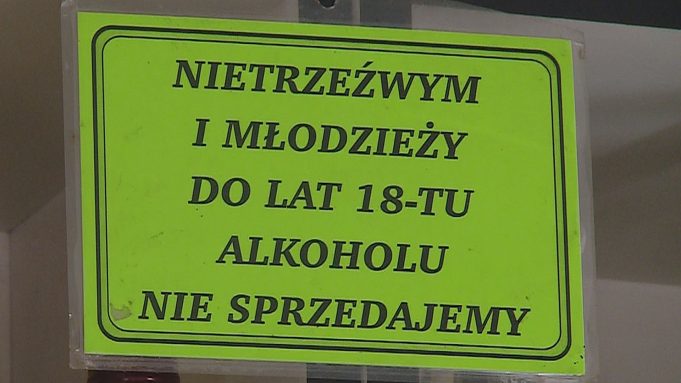 NIETRZEŹWYM
I MŁODZIEŻY
DO LAT 18-TU
ALKOHOLU
NIE SPRZEDAJEMY